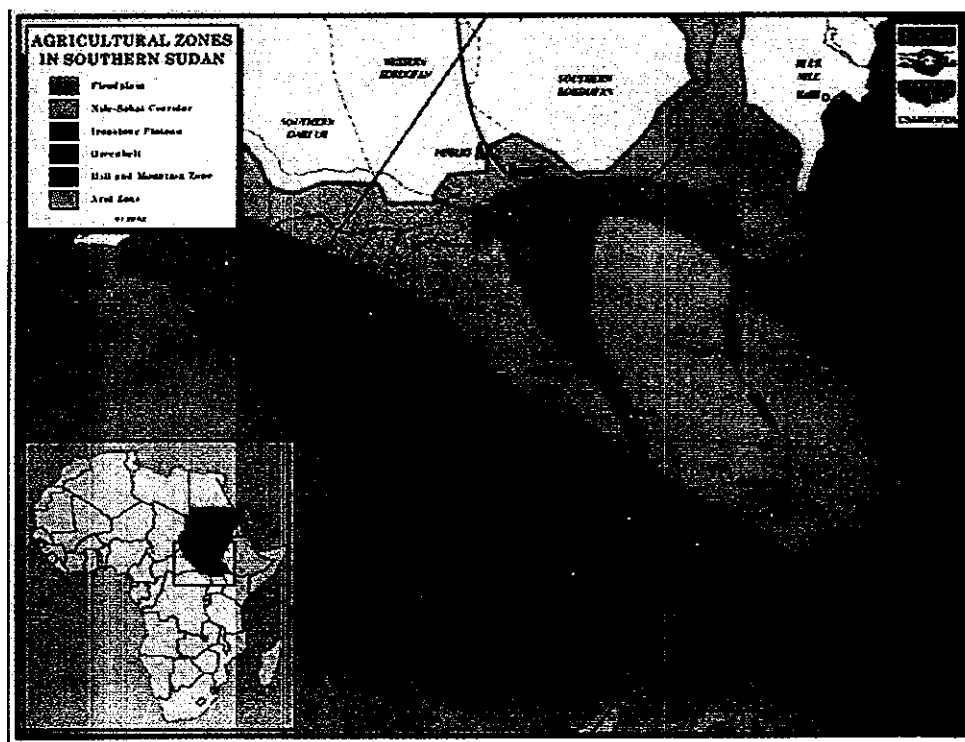 AGRICULTURAL ZONES
IN SOUTHERN SUDAN
Floodplain
Nile-Sobat Corridor
Ironstone Plateau
Greenbelt
Hill and Mountain Zone
Arid Zone
WESTERN
KORDOFAN
SOUTHERN
KORDOFAN
SOUTHERN
DARFUR
BLUE
NILE